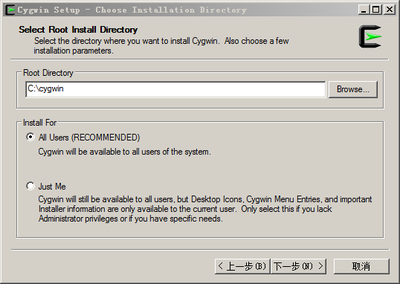 Cygwin Setup - Choose Installation Directory
Select Root Install Directory
Select the directory where you want to install Cygwin. Also choose a few
installation parameters.
Root Directory
C:\cygwin
Browse...
Install For
All Users (RECOMMENDED)
Cygwin will be available to all users of the system.
Just Me
Cygwin will still be available to all users, but Desktop Icons, Cygwin Menu Entries, and important
Installer information are only available to the current user. Only select this if you lack
Administrator privileges or if you have specific needs.
< 上一步(B) 下一步(N) > 取消